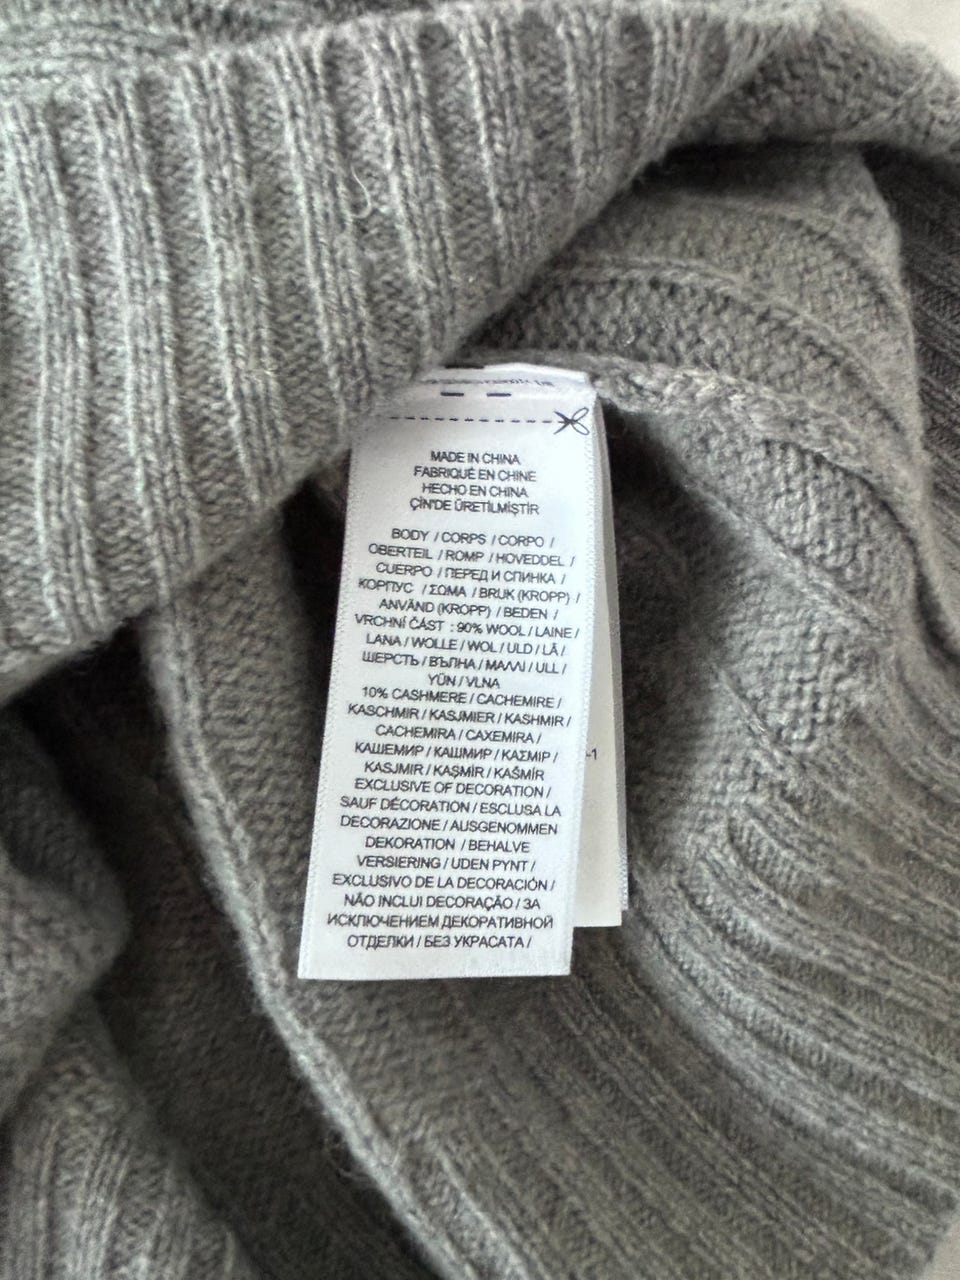 MADE IN CHINA
FABRIQUÉ EN CHINE
HECHO EN CHINA
ÇİN'DE ÜRETİLMİŞTİR
BODY / CORPS / CORPO /
OBERTEIL / ROMP / HOVEDDEL /
CUERPO / ПЕРЕД И СПИНКА /
КОРПУС / ΣΩΜΑ / BRUK (KROPP) /
ANVÄND (KROPP) / BEDEN /
VRCHNÍ ČÁST : 90% WOOL / LAINE /
LANA / WOLLE / WOL / ULD / LÃ /
ШЕРСТЬ / ВЪЛНА / ΜΑΛΛΙ / ULL /
YÜN / VLNA
10% CASHMERE / CACHEMIRE /
KASCHMIR / KASJMIER / KASHMIR /
CACHEMIRA / CAXEMIRA /
КАШЕМИР / КАШМИР / ΚΑΣΜΙΡ /
KASJMIR / KAŞMİR / KAŠMÍR
EXCLUSIVE OF DECORATION /
SAUF DÉCORATION / ESCLUSA LA
DECORAZIONE / AUSGENOMMEN
DEKORATION / BEHALVE
VERSIERING / UDEN PYNT /
EXCLUSIVO DE LA DECORACIÓN /
NÃO INCLUI DECORAÇÃO / ЗА
ИСКЛЮЧЕНИЕМ ДЕКОРАТИВНОЙ
ОТДЕЛКИ / БЕЗ УКРАСАТА /
-1